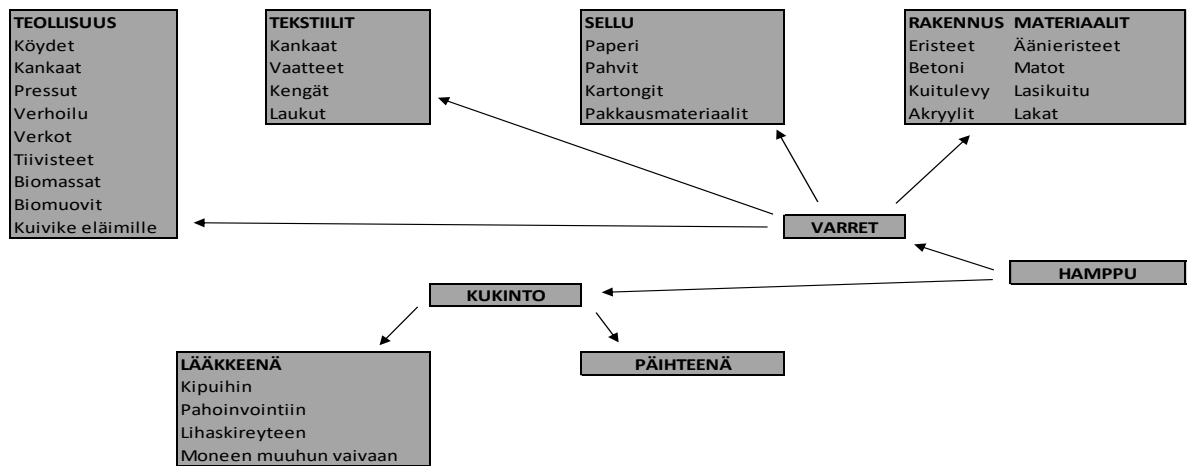 TEOLLISUUS
Köydet
Kankaat
Pressut
Verhoilu
Verkot
Tiivisteet
Biomassat
Biomuovit
Kuivike eläimille
TEKSTIILIT
Kankaat
Vaatteet
Kengät
Laukut
SELLU
Paperi
Pahvit
Kartongit
Pakkausmateriaalit
RAKENNUS MATERIAALIT
Eristeet Äänieristeet
Betoni Matot
Kuitulevy Lasikuitu
Akryylit Lakat
VARRET
HAMPPU
KUKINTO
LÄÄKKEENÄ
Kipuihin
Pahoinvointiin
Lihaskireyteen
Moneen muuhun vaivaan
PÄIHTEENÄ